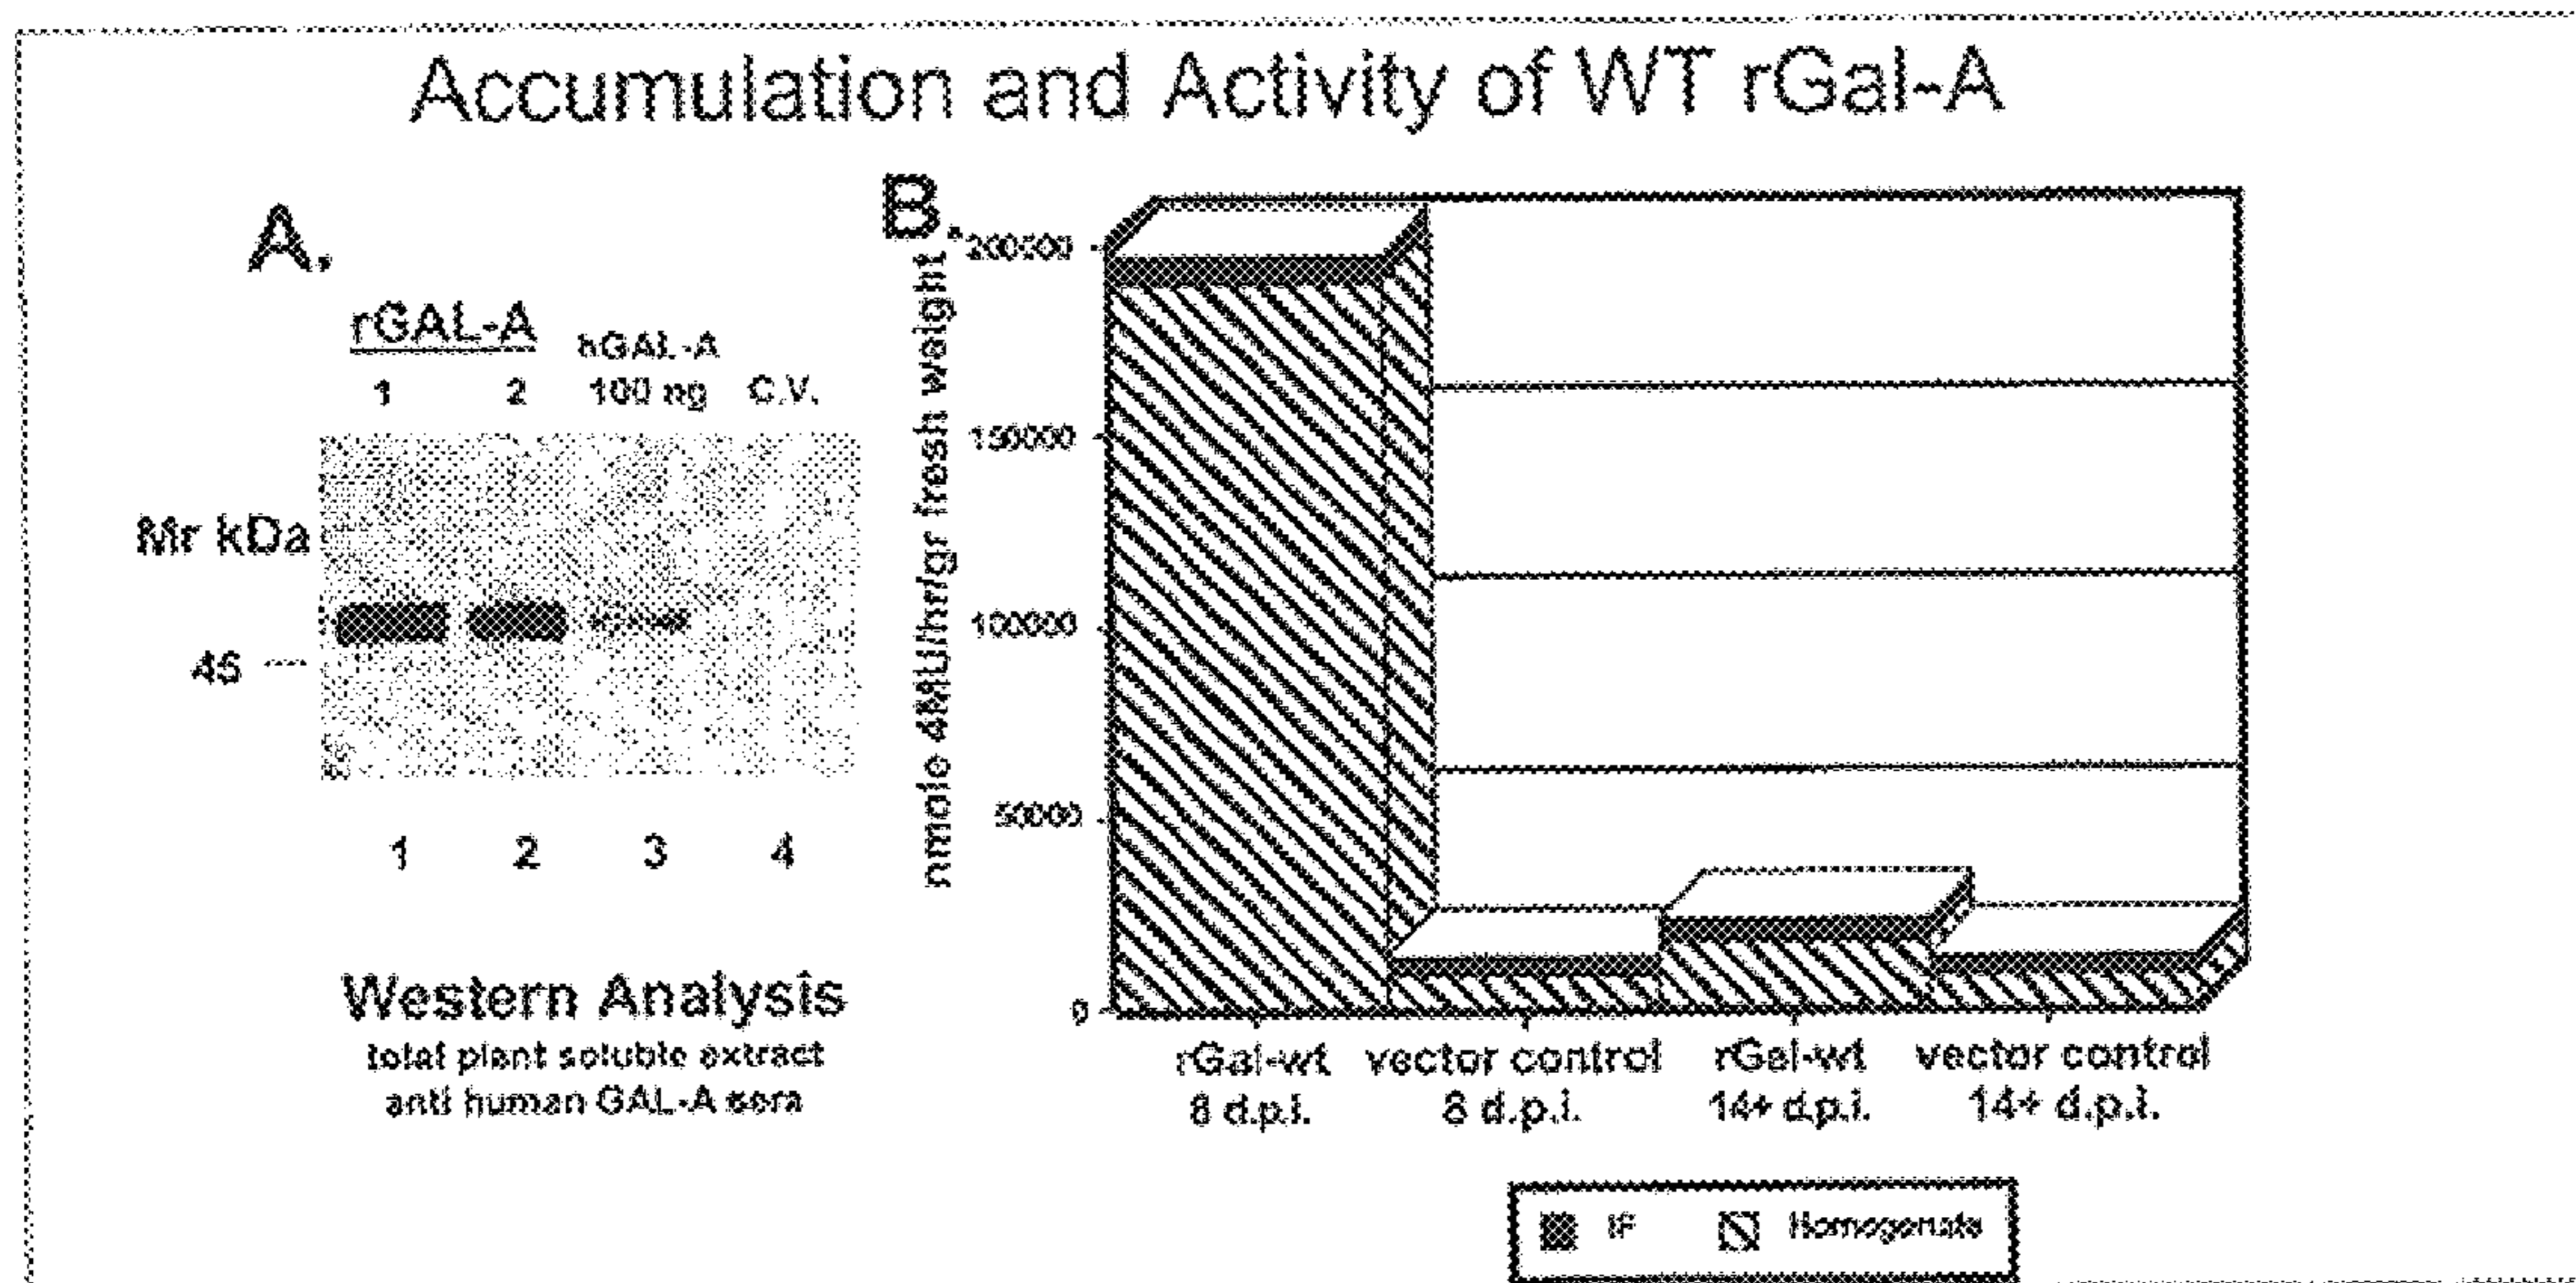 Accumulation and Activity of WT rGal-A
A.
rGAL-A
hGAL-A
1 2 100 ng C.V.
Mr kDa
45
1 2 3 4
Western Analysis
total plant soluble extract
anti human GAL-A sera
B.
nmole 4MU/hr/gr fresh weight
200000
150000
100000
50000
0
rGal-wt vector control rGal-wt vector control
8 d.p.i. 8 d.p.i. 14+ d.p.i. 14+ d.p.i.
IF Homogenate